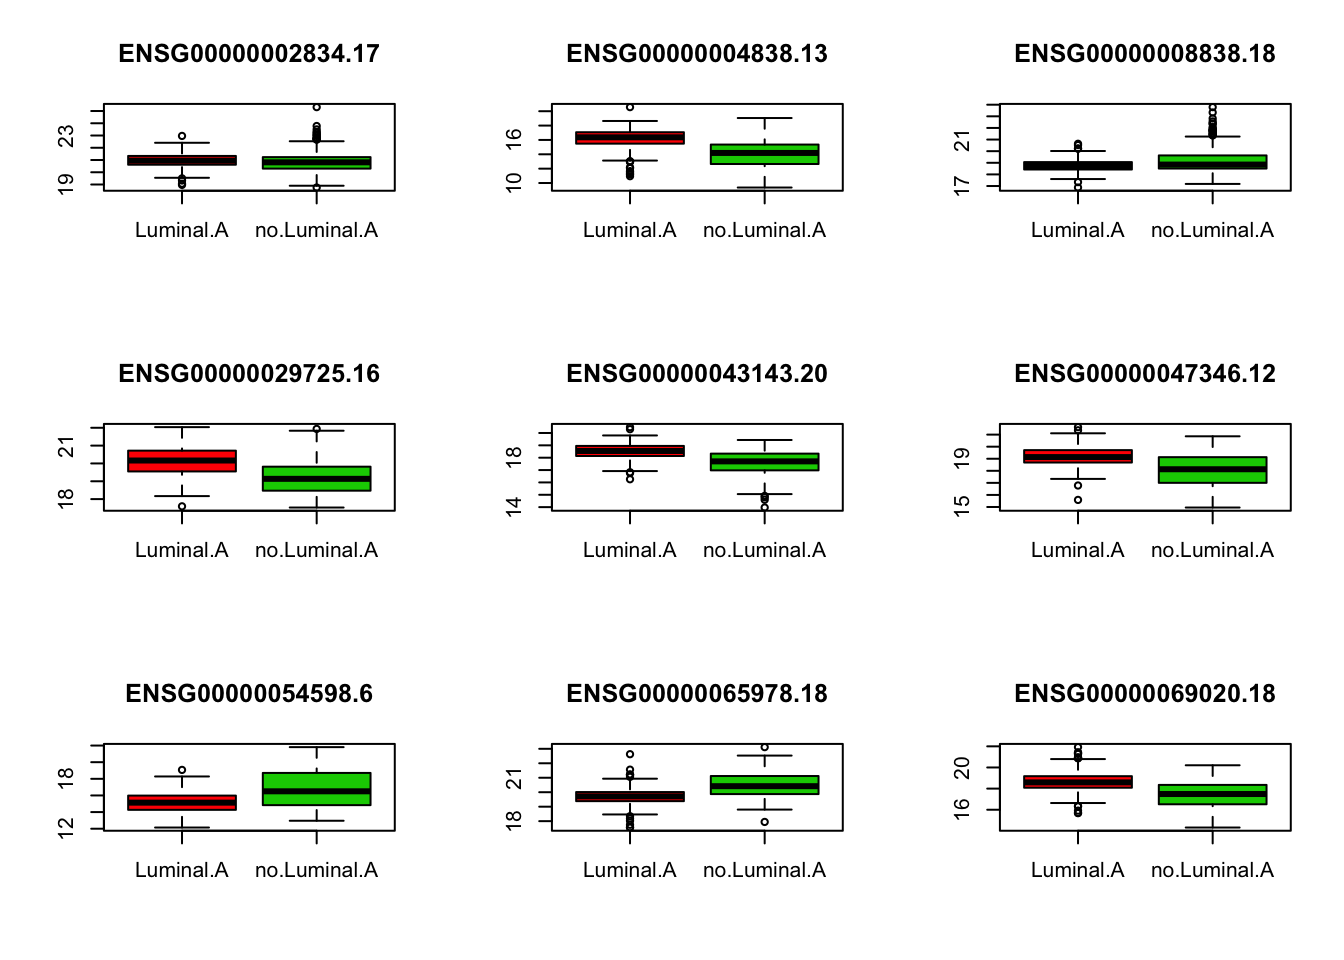 ENSG00000002834.17
ENSG00000004838.13
ENSG00000008838.18
23
19
16
10
21
17
Luminal.A no.Luminal.A
Luminal.A no.Luminal.A
Luminal.A no.Luminal.A
ENSG00000029725.16
ENSG00000043143.20
ENSG00000047346.12
21
18
18
14
19
15
Luminal.A no.Luminal.A
Luminal.A no.Luminal.A
Luminal.A no.Luminal.A
ENSG00000054598.6
ENSG00000065978.18
ENSG00000069020.18
18
12
21
18
20
16
Luminal.A no.Luminal.A
Luminal.A no.Luminal.A
Luminal.A no.Luminal.A